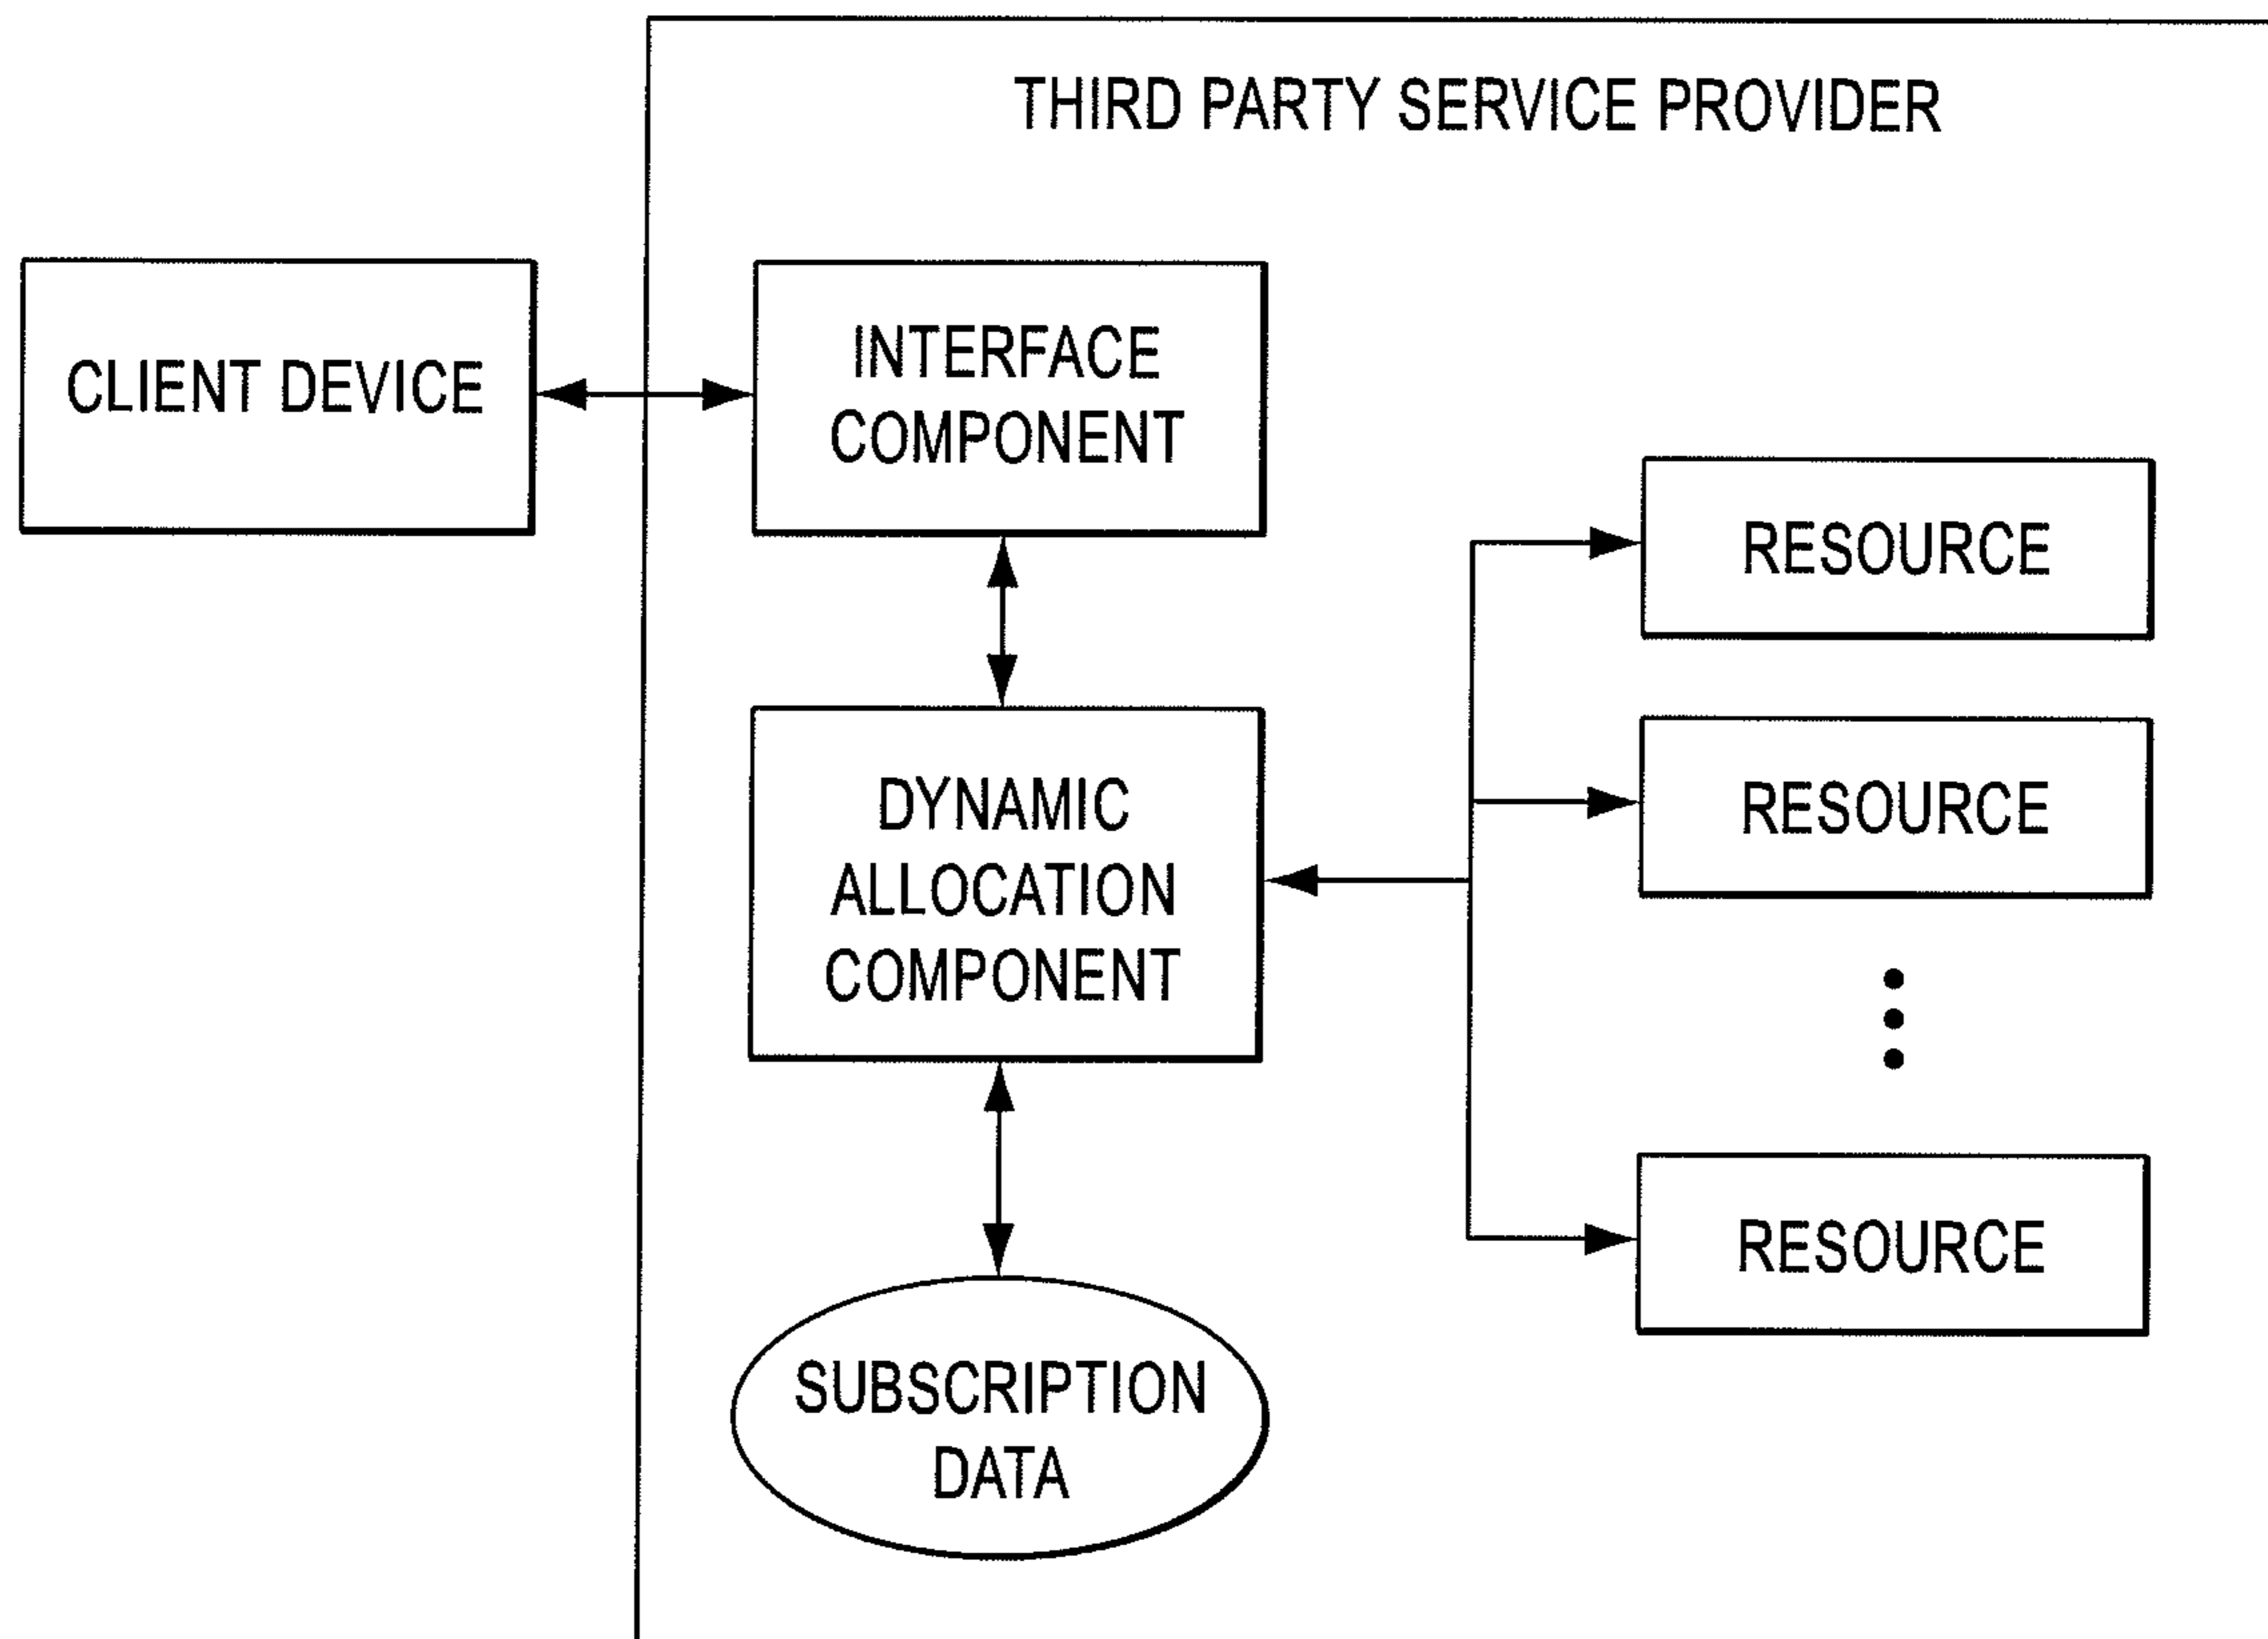 THIRD PARTY SERVICE PROVIDER
CLIENT DEVICE
INTERFACE
COMPONENT
RESOURCE
DYNAMIC
ALLOCATION
COMPONENT
RESOURCE
RESOURCE
SUBSCRIPTION
DATA